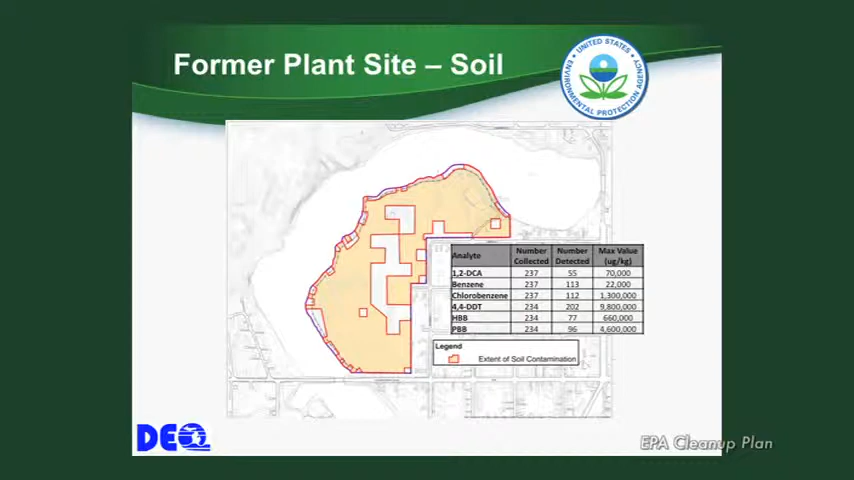 Former Plant Site – Soil
UNITED STATES
ENVIRONMENTAL PROTECTION AGENCY
Analyte Number Collected Number Detected Max Value (ug/kg)
1,2-DCA 237 55 70,000
Benzene 237 113 22,000
Chlorobenzene 237 112 1,300,000
4,4-DDT 234 202 9,800,000
HBB 234 77 660,000
PBB 234 96 4,600,000
Legend
Extent of Soil Contamination
DEQ
EPA Cleanup Plan